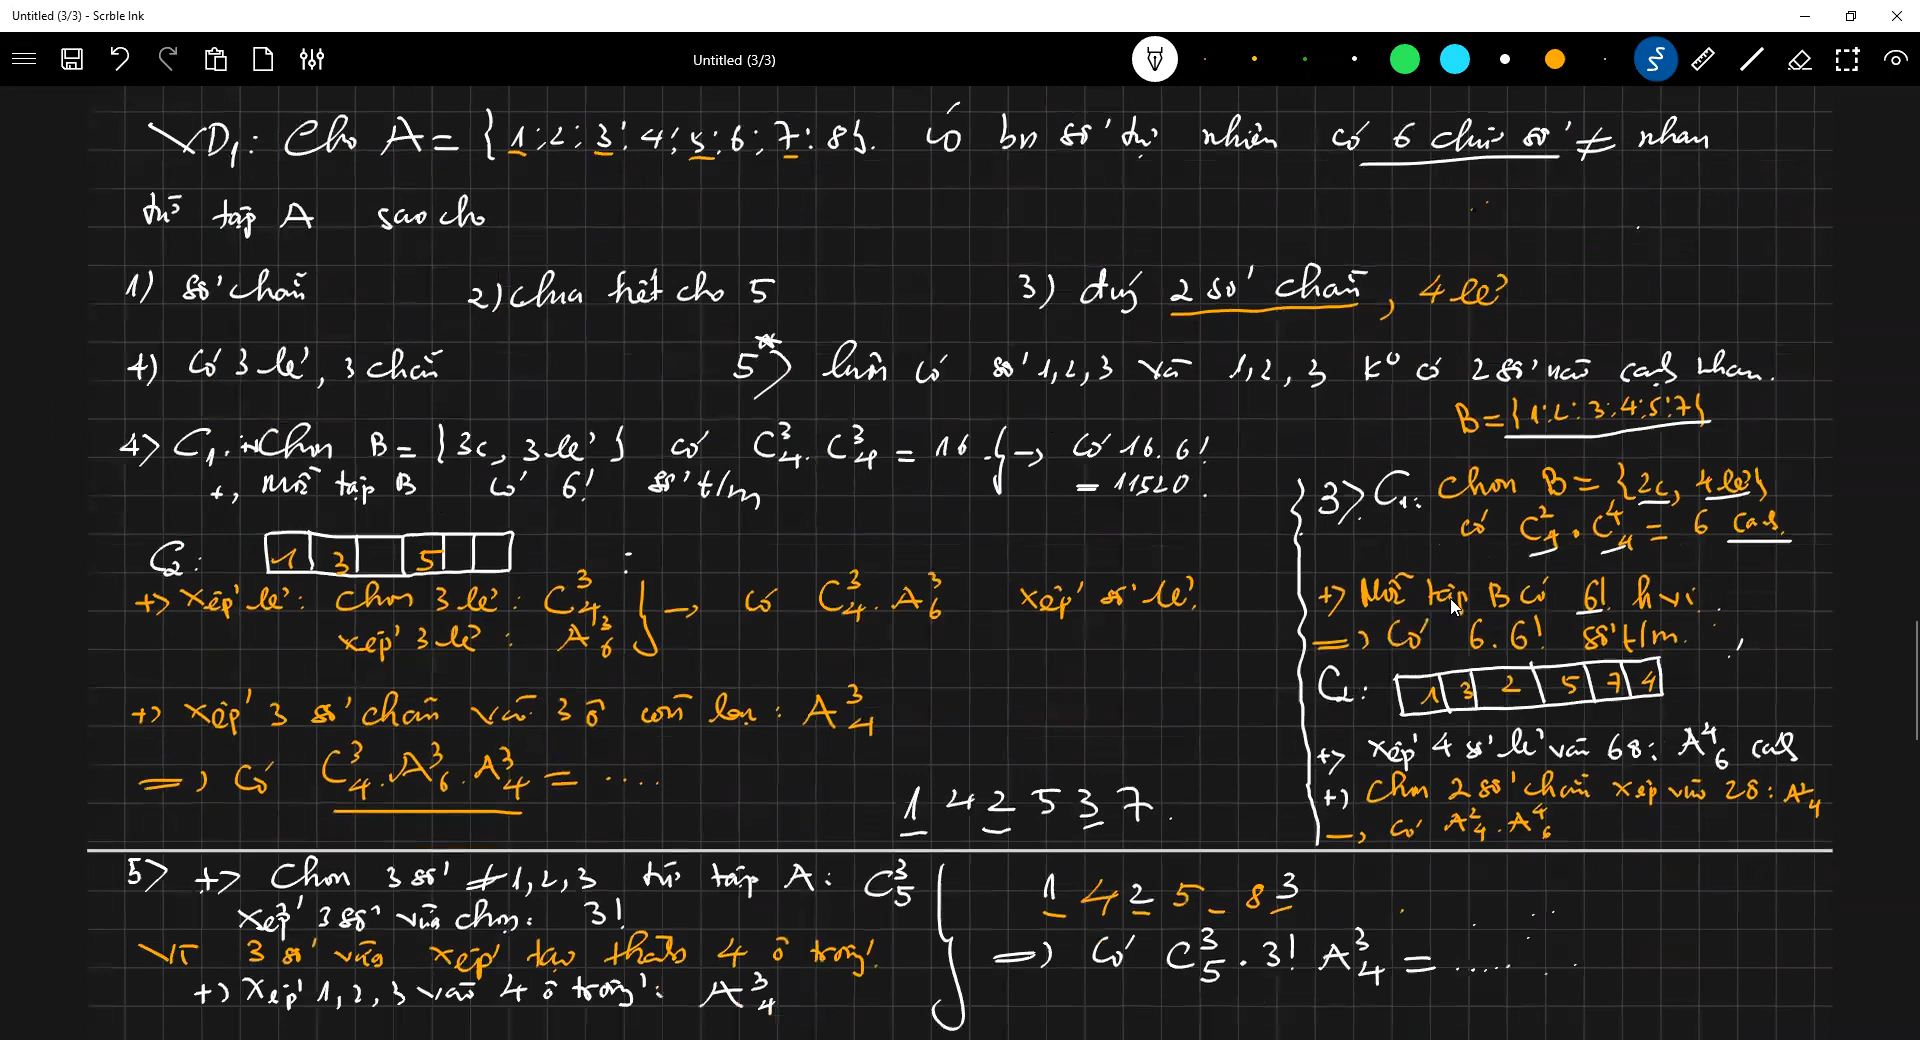 Untitled (3/3) - Scrble Ink
Untitled (3/3)
VD1: Cho A = {1;2;3;4;5;6;7;8}. Có bn số tự nhiên có 6 chữ số ≠ nhau
từ tập A sao cho
1) số chẵn 2) chia hết cho 5 3) đúng 2 số chẵn, 4 lẻ
4) Có 3 lẻ, 3 chẵn 5*> luôn có số 1,2,3 và 1,2,3 k° có 2 số nào cạnh nhau.
B = {1;2;3;4;5;7}
4> C1: +Chọn B = {3c, 3 lẻ} có C³₄. C³₄ = 16. } → Có 16.6!
+, Mỗi tập B có 6! số t/m = 11520.
C2: 1 3 5
+> Xếp lẻ: chọn 3 lẻ: C³₄
xếp 3 lẻ: A³₆ } → có C³₄. A³₆ xếp số lẻ.
+> Xếp 3 số chẵn vào 3 ô còn lại: A³₄
=> Có C³₄. A³₆. A³₄ = ....
3> C1: Chọn B = {2c, 4 lẻ}
có C²₄. C⁴₄ = 6 cách.
+> Mỗi tập B có 6! hvị
=> Có 6.6! số t/m.
C2: 1 3 2 5 7 4
+> Xếp 4 số lẻ vào 6ô: A⁴₆ cách
+> Chọn 2 số chẵn xếp vào 2ô: A²₄
→ có A²₄. A⁴₆
1 4 2 5 3 7.
5> +> Chọn 3 số ≠ 1,2,3 từ tập A: C³₅
Xếp 3 số vừa chọn: 3!
Vì 3 số vừa xếp tạo thành 4 ô trống.
+> Xếp 1,2,3 vào 4 ô trống: A³₄
1 4 2 5 _ 8 3
=> Có C³₅. 3! A³₄ = .....